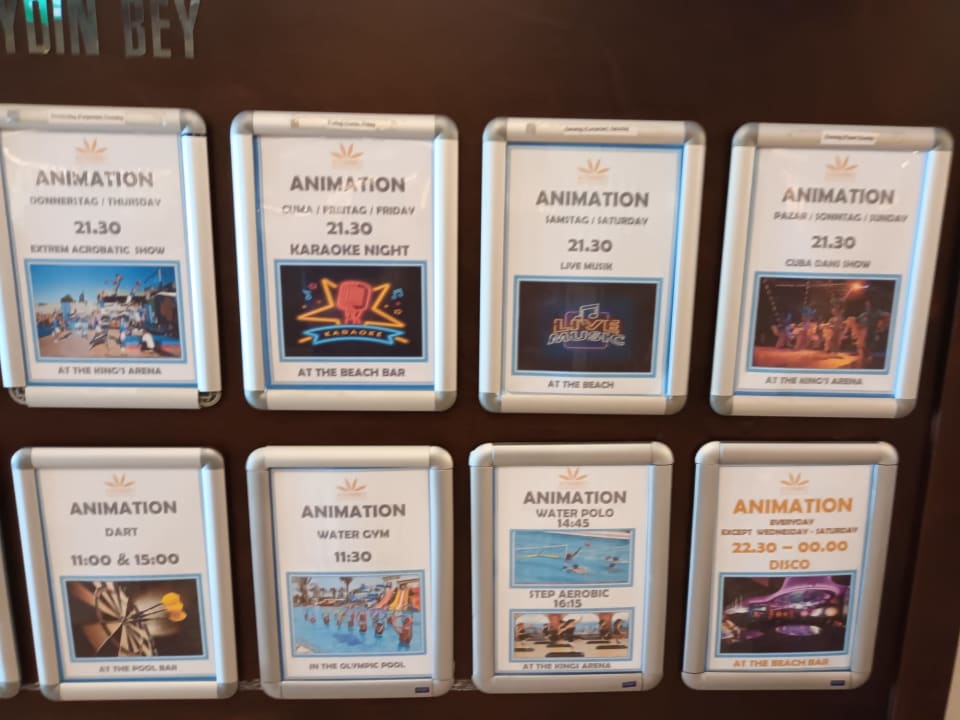 YDIN BEY
ANIMATION
DONNERSTAG / THURSDAY
21.30
EXTREM ACROBATIC SHOW
AT THE KING'S ARENA
ANIMATION
CUMA / FREITAG / FRIDAY
21.30
KARAOKE NIGHT
KARAOKE
AT THE BEACH BAR
ANIMATION
SAMSTAG / SATURDAY
21.30
LIVE MUSIK
LIVE
MUSIC
AT THE BEACH
ANIMATION
PAZAR / SONNTAG / SUNDAY
21.30
CUBA DANS SHOW
AT THE KING'S ARENA
ANIMATION
DART
11:00 & 15:00
AT THE POOL BAR
ANIMATION
WATER GYM
11:30
IN THE OLYMPIC POOL
ANIMATION
WATER POLO
14:45
STEP AEROBIC
16:15
AT THE KINGS ARENA
ANIMATION
EVERYDAY
EXCEPT WEDNESDAY - SATURDAY
22.30 – 00.00
DISCO
AT THE BEACH BAR